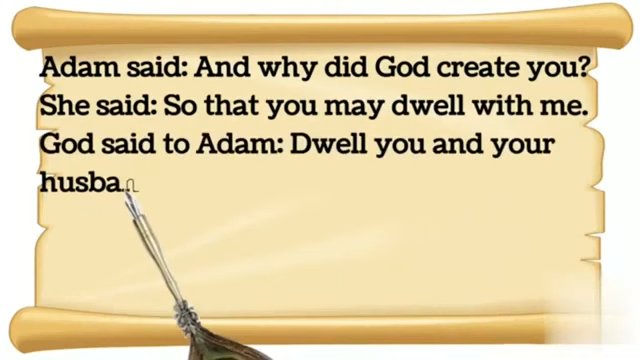 Adam said: And why did God create you?
She said: So that you may dwell with me.
God said to Adam: Dwell you and your
husba